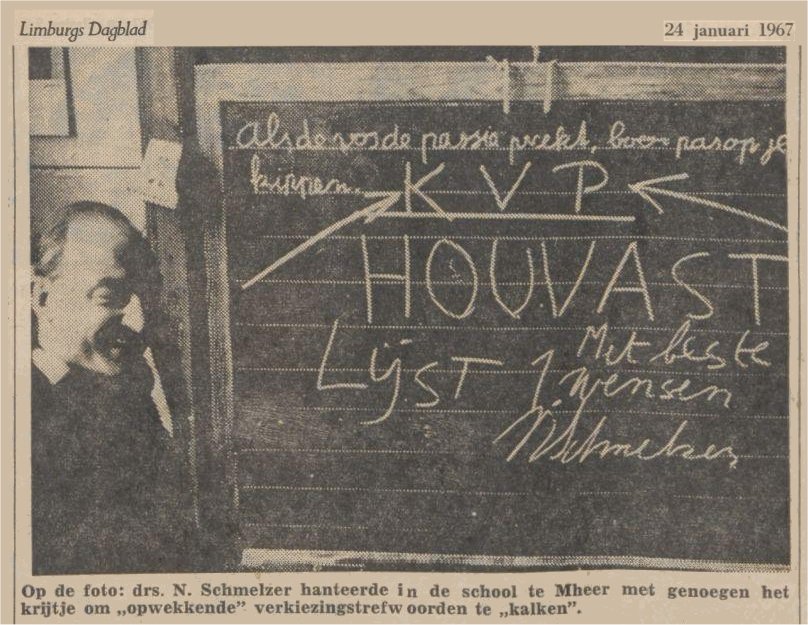 Limburgs Dagblad
24 januari 1967
Als de vos de passie preekt, boer pas op je
kippen.
KVP
HOUVAST
LIJST 1.
Met beste
wensen
N Schmelzer
Op de foto: drs. N. Schmelzer hanteerde in de school te Mheer met genoegen het
krijtje om „opwekkende” verkiezingstrefwoorden te „kalken”.